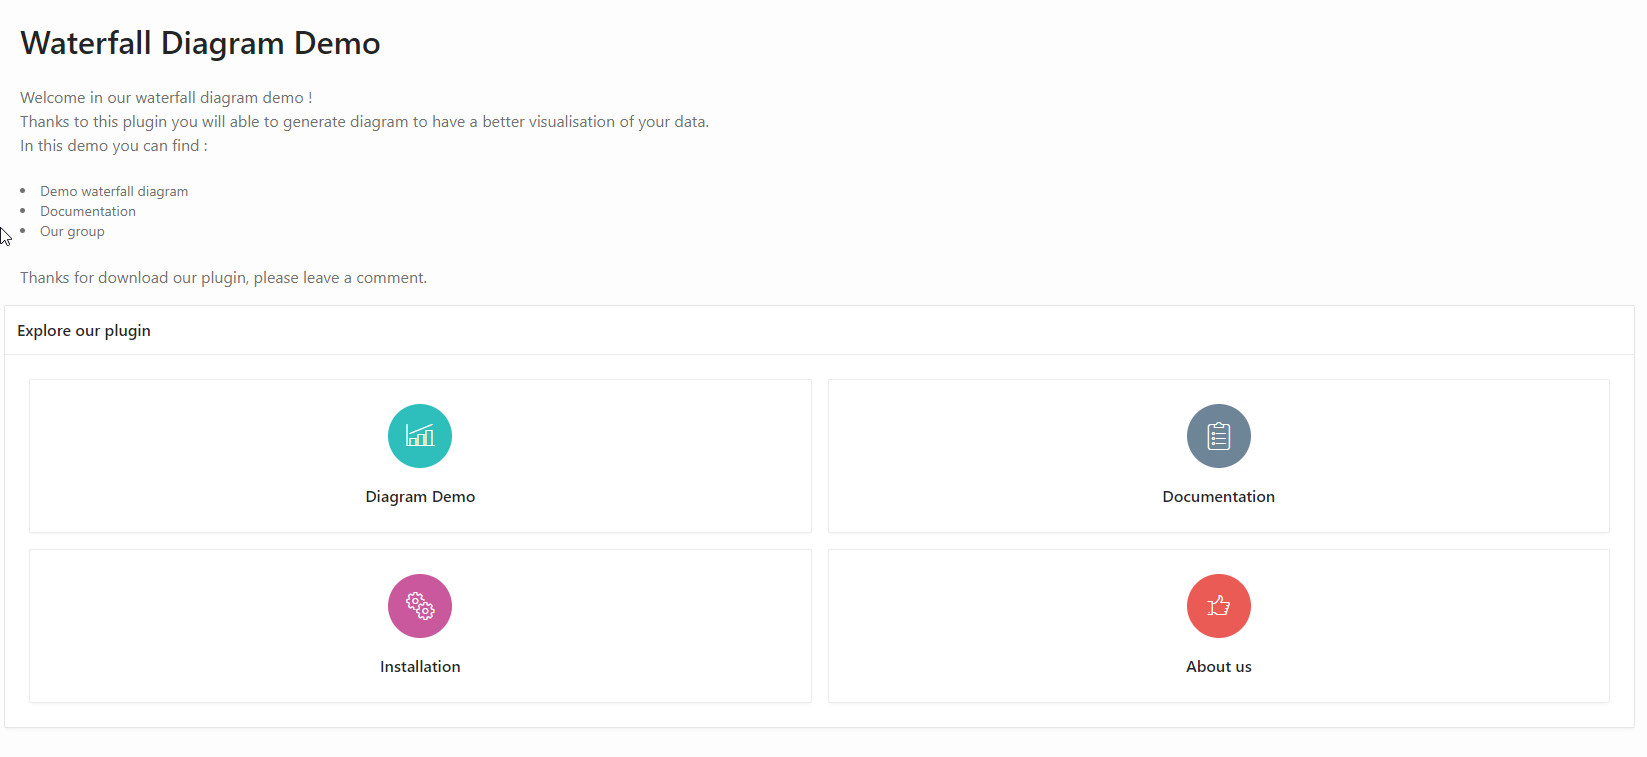 Waterfall Diagram Demo
Welcome in our waterfall diagram demo !
Thanks to this plugin you will able to generate diagram to have a better visualisation of your data.
In this demo you can find :
• Demo waterfall diagram
• Documentation
• Our group
Thanks for download our plugin, please leave a comment.
Explore our plugin
Diagram Demo
Documentation
Installation
About us